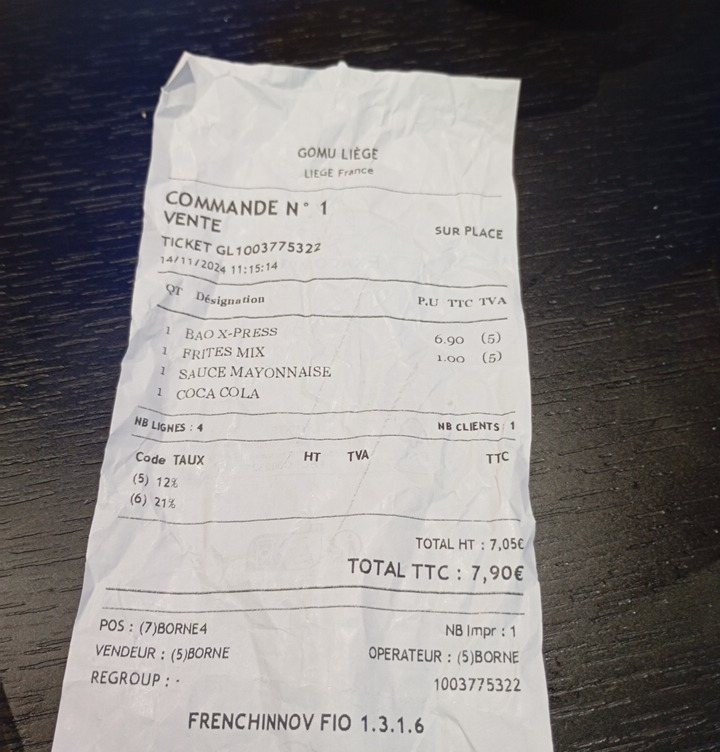 GOMU LIÈGE
LIEGE France
COMMANDE N° 1
VENTE
SUR PLACE
TICKET GL1003775322
14/11/2024 11:15:14
QT Désignation P.U TTC TVA
1 BAO X-PRESS 6.90 (5)
1 FRITES MIX 1.00 (5)
1 SAUCE MAYONNAISE
1 COCA COLA
NB LIGNES : 4 NB CLIENTS : 1
Code TAUX HT TVA TTC
(5) 12%
(6) 21%
TOTAL HT : 7,05€
TOTAL TTC : 7,90€
POS : (7)BORNE4 NB Impr : 1
VENDEUR : (5)BORNE OPERATEUR : (5)BORNE
REGROUP : · 1003775322
FRENCHINNOV FIO 1.3.1.6